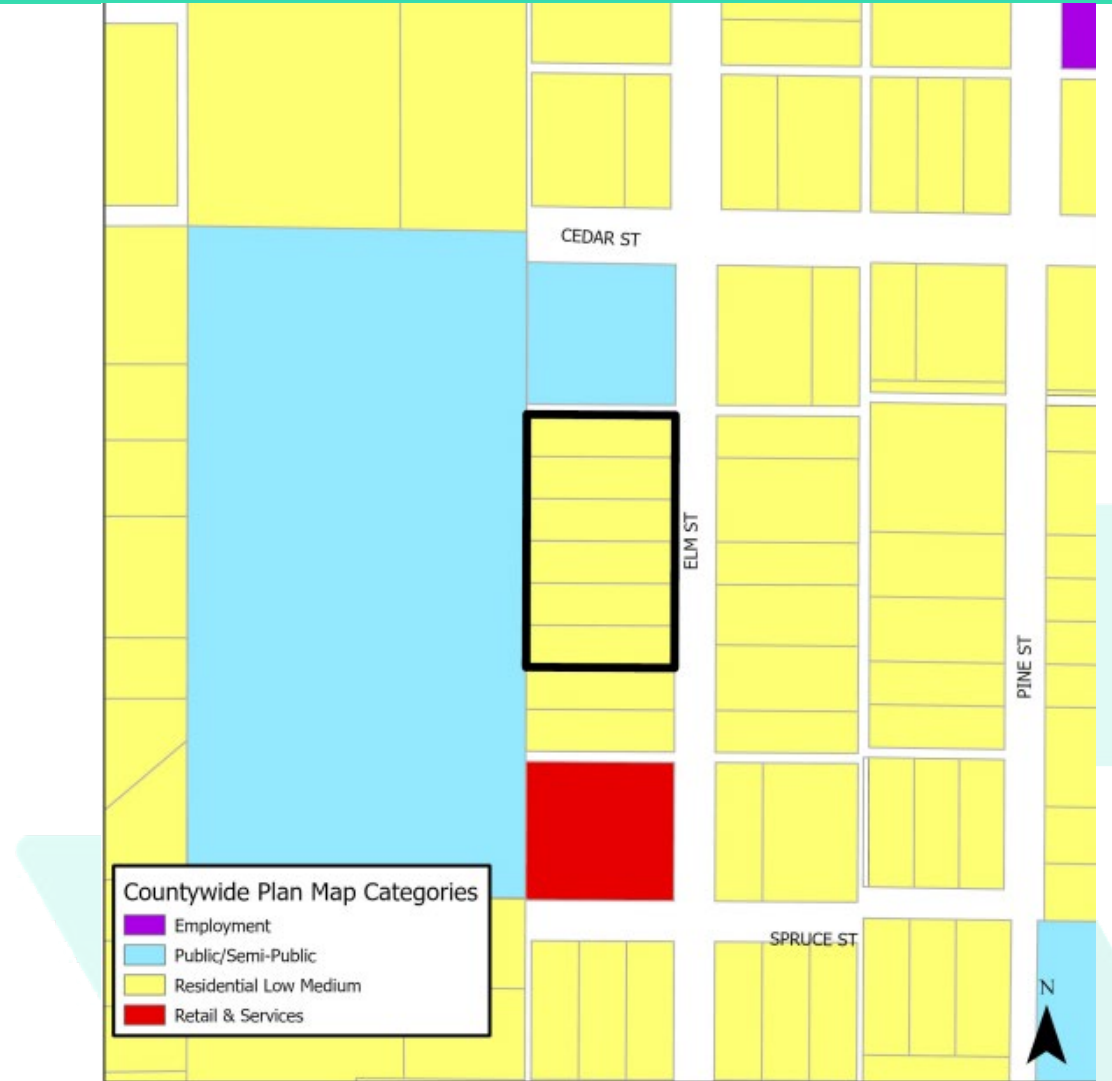 CEDAR ST
ELM ST
PINE ST
SPRUCE ST
Countywide Plan Map Categories
Employment
Public/Semi-Public
Residential Low Medium
Retail & Services
N